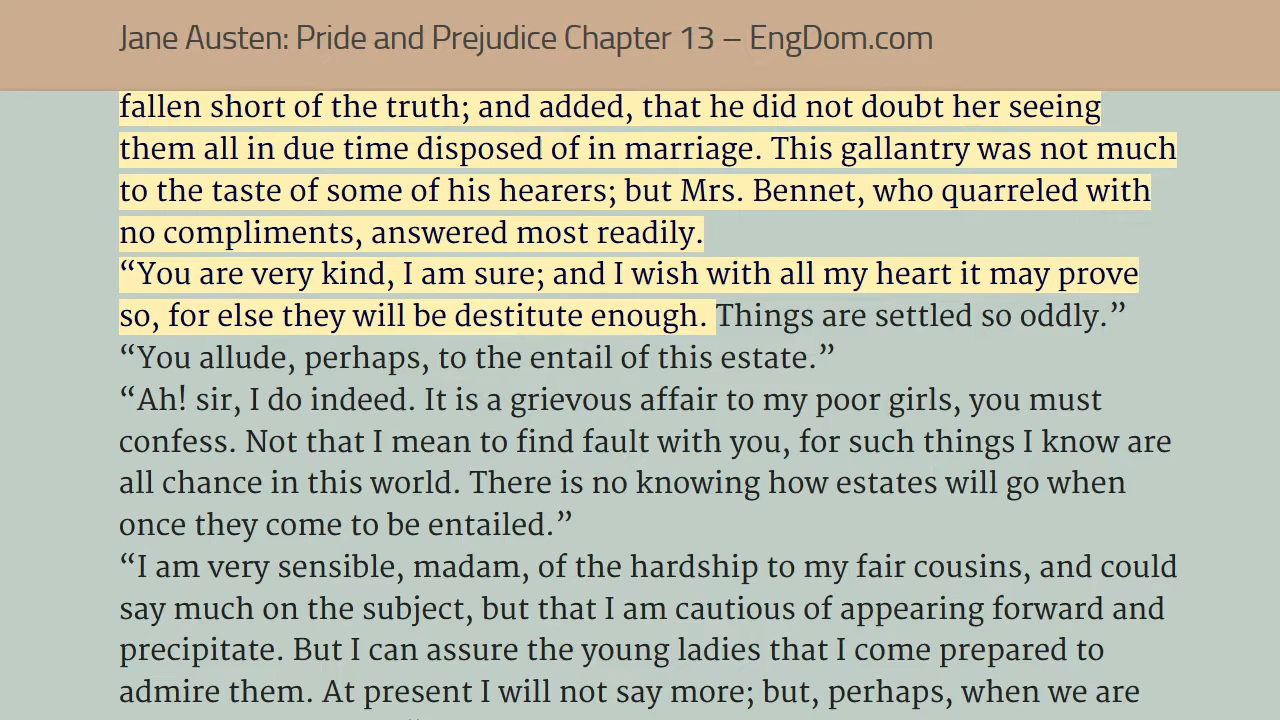 Jane Austen: Pride and Prejudice Chapter 13 – EngDom.com
fallen short of the truth; and added, that he did not doubt her seeing
them all in due time disposed of in marriage. This gallantry was not much
to the taste of some of his hearers; but Mrs. Bennet, who quarreled with
no compliments, answered most readily.
“You are very kind, I am sure; and I wish with all my heart it may prove
so, for else they will be destitute enough. Things are settled so oddly.”
“You allude, perhaps, to the entail of this estate.”
“Ah! sir, I do indeed. It is a grievous affair to my poor girls, you must
confess. Not that I mean to find fault with you, for such things I know are
all chance in this world. There is no knowing how estates will go when
once they come to be entailed.”
“I am very sensible, madam, of the hardship to my fair cousins, and could
say much on the subject, but that I am cautious of appearing forward and
precipitate. But I can assure the young ladies that I come prepared to
admire them. At present I will not say more; but, perhaps, when we are